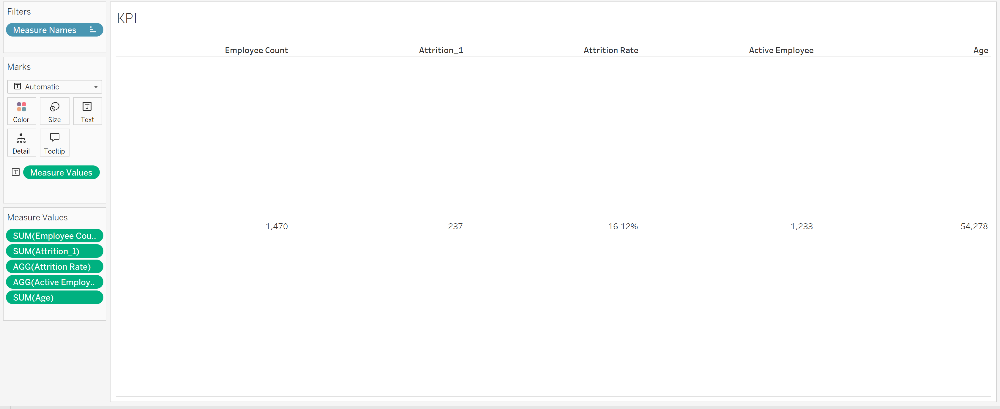 Filters
Measure Names
Marks
Automatic
Color Size Text
Detail Tooltip
Measure Values
Measure Values
SUM(Employee Cou..
SUM(Attrition_1)
AGG(Attrition Rate)
AGG(Active Employ..
SUM(Age)
KPI
Employee Count Attrition_1 Attrition Rate Active Employee Age
1,470 237 16.12% 1,233 54,278